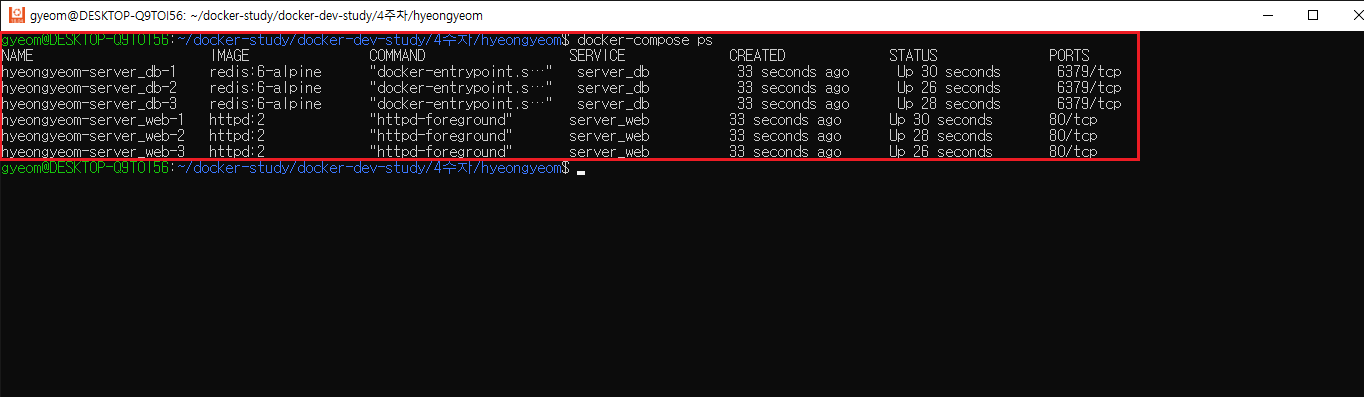 gyeom@DESKTOP-Q9TOI56: ~/docker-study/docker-dev-study/4주차/hyeongyeom
gyeom@DESKTOP-Q9TOI56:~/docker-study/docker-dev-study/4주차/hyeongyeom$ docker-compose ps
NAME IMAGE COMMAND SERVICE CREATED STATUS PORTS
hyeongyeom-server_db-1 redis:6-alpine "docker-entrypoint.s…" server_db 33 seconds ago Up 30 seconds 6379/tcp
hyeongyeom-server_db-2 redis:6-alpine "docker-entrypoint.s…" server_db 33 seconds ago Up 26 seconds 6379/tcp
hyeongyeom-server_db-3 redis:6-alpine "docker-entrypoint.s…" server_db 33 seconds ago Up 28 seconds 6379/tcp
hyeongyeom-server_web-1 httpd:2 "httpd-foreground" server_web 33 seconds ago Up 30 seconds 80/tcp
hyeongyeom-server_web-2 httpd:2 "httpd-foreground" server_web 33 seconds ago Up 28 seconds 80/tcp
hyeongyeom-server_web-3 httpd:2 "httpd-foreground" server_web 33 seconds ago Up 26 seconds 80/tcp
gyeom@DESKTOP-Q9TOI56:~/docker-study/docker-dev-study/4주차/hyeongyeom$